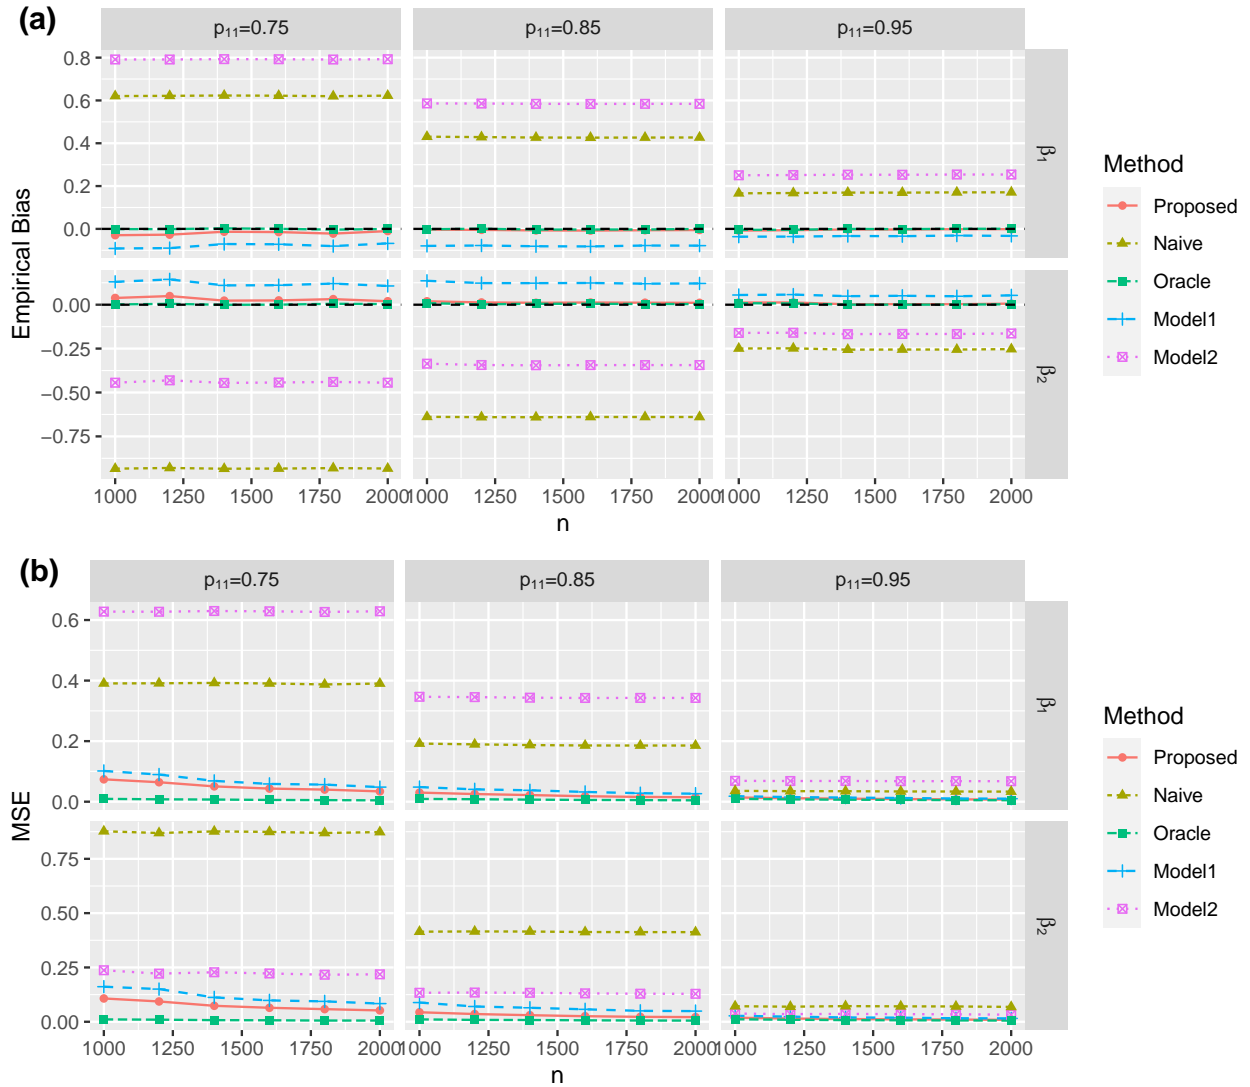 (a)
p11=0.75
p11=0.85
p11=0.95
0.8
0.6
0.4
0.2
0.0
β1
Empirical Bias
0.00
−0.25
−0.50
−0.75
β2
1000 1250 1500 1750 2000
1000 1250 1500 1750 2000
1000 1250 1500 1750 2000
n
Method
Proposed
Naive
Oracle
Model1
Model2
(b)
p11=0.75
p11=0.85
p11=0.95
0.6
0.4
0.2
0.0
β1
MSE
0.75
0.50
0.25
0.00
β2
1000 1250 1500 1750 2000
1000 1250 1500 1750 2000
1000 1250 1500 1750 2000
n
Method
Proposed
Naive
Oracle
Model1
Model2